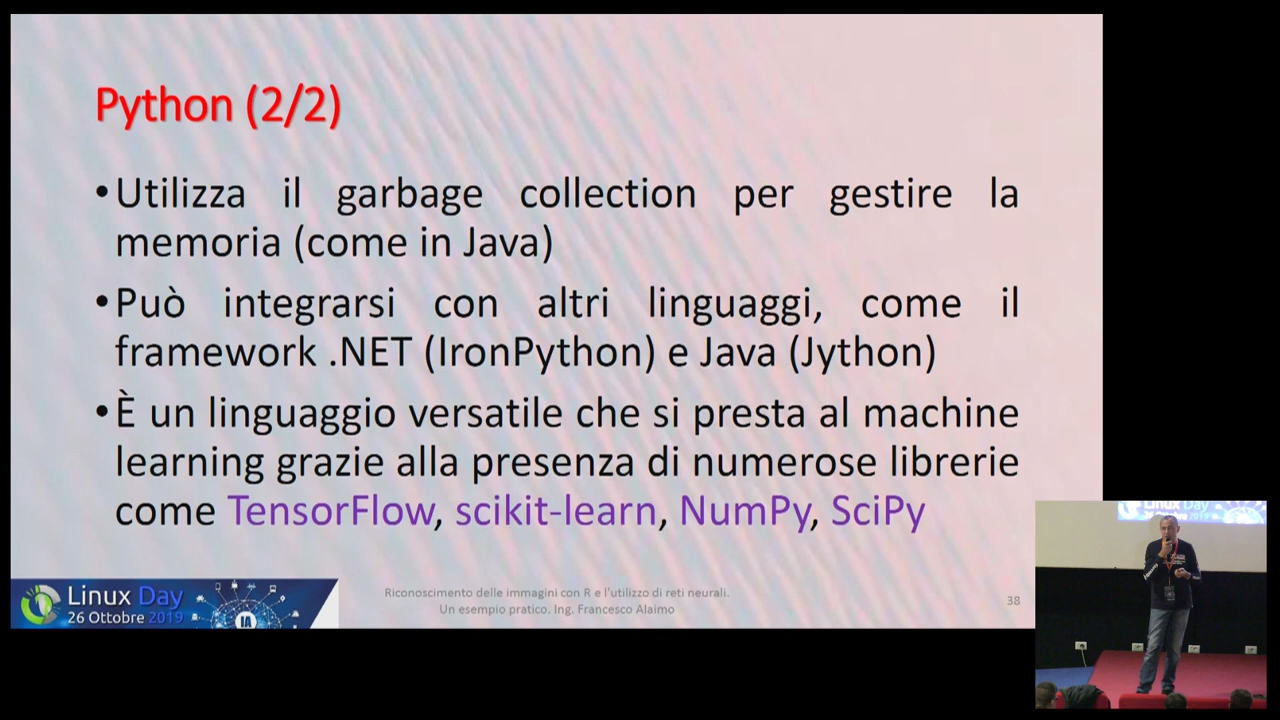 Python (2/2)
•Utilizza il garbage collection per gestire la
memoria (come in Java)
•Può integrarsi con altri linguaggi, come il
framework .NET (IronPython) e Java (Jython)
•È un linguaggio versatile che si presta al machine
learning grazie alla presenza di numerose librerie
come TensorFlow, scikit-learn, NumPy, SciPy
Linux Day
26 Ottobre 2019
IA
Riconoscimento delle immagini con R e l'utilizzo di reti neurali.
Un esempio pratico. Ing. Francesco Alaimo
38
Linux Day